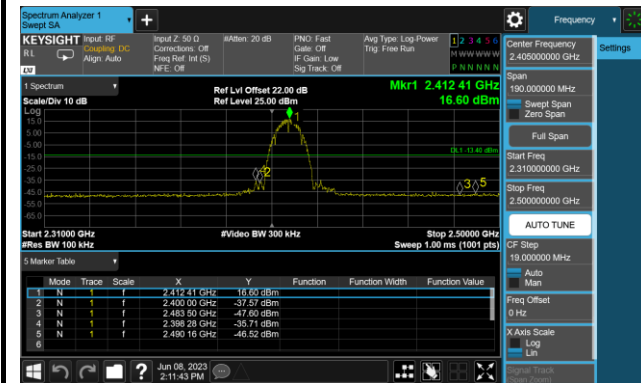 Spectrum Analyzer 1
Swept SA
Frequency
KEYSIGHT
Input: RF
Coupling: DC
Align: Auto
Input Z: 50 Ω
Corrections: Off
Freq Ref: Int (S)
NFE: Off
#Atten: 20 dB
PNO: Fast
Gate: Off
IF Gain: Low
Sig Track: Off
Avg Type: Log-Power
Trig: Free Run
1 2 3 4 5 6
M W W W W W
P N N N N N
RL
LXI
1 Spectrum
Scale/Div 10 dB
Ref Lvl Offset 22.00 dB
Ref Level 25.00 dBm
Mkr1 2.412 41 GHz
16.60 dBm
Log
15.0
5.00
-5.00
-15.0
-25.0
-35.0
-45.0
-55.0
-65.0
1
DL1 -13.40 dBm
2
3
5
Start 2.31000 GHz
#Res BW 100 kHz
#Video BW 300 kHz
Stop 2.50000 GHz
Sweep 1.00 ms (1001 pts)
5 Marker Table
Mode Trace Scale X Y Function Function Width Function Value
1 N 1 f 2.412 41 GHz 16.60 dBm
2 N 1 f 2.400 00 GHz -37.57 dBm
3 N 1 f 2.483 50 GHz -47.60 dBm
4 N 1 f 2.398 28 GHz -35.71 dBm
5 N 1 f 2.490 16 GHz -46.52 dBm
6
Jun 08, 2023
2:11:43 PM
Center Frequency
2.405000000 GHz
Settings
Span
190.000000 MHz
Swept Span
Zero Span
Full Span
Start Freq
2.310000000 GHz
Stop Freq
2.500000000 GHz
AUTO TUNE
CF Step
19.000000 MHz
Auto
Man
Freq Offset
0 Hz
X Axis Scale
Log
Lin
Signal Track
(Span Zoom)